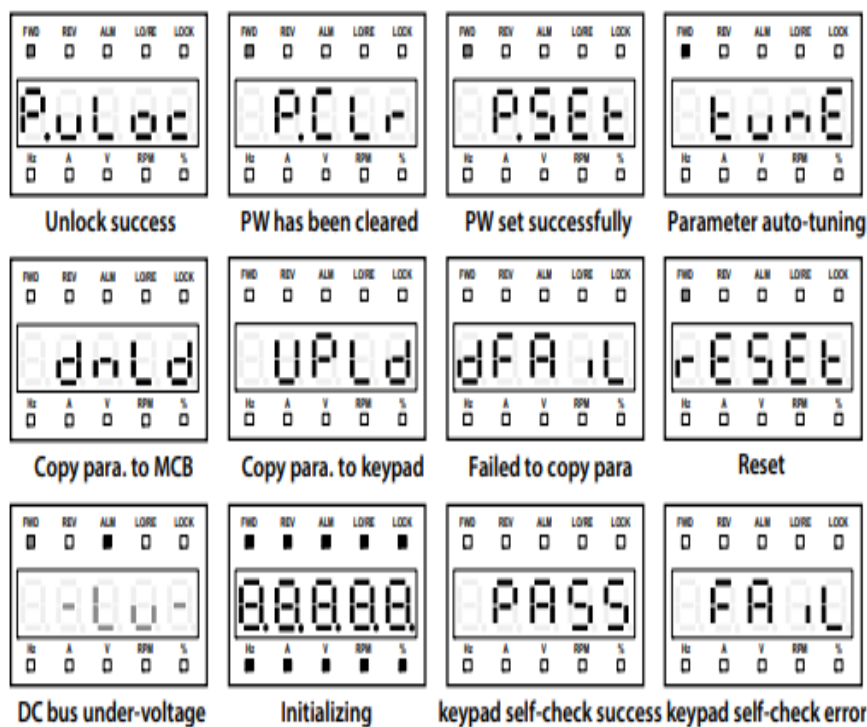 FWD REV ALM LO/RE LOCK FWD REV ALM LO/RE LOCK FWD REV ALM LO/RE LOCK FWD REV ALM LO/RE LOCK
P.uLoc P.CLr P.SEt tunE
Hz A V RPM % Hz A V RPM % Hz A V RPM % Hz A V RPM %
Unlock success PW has been cleared PW set successfully Parameter auto-tuning
FWD REV ALM LO/RE LOCK FWD REV ALM LO/RE LOCK FWD REV ALM LO/RE LOCK FWD REV ALM LO/RE LOCK
dnLd UPLd dFAiL rESEt
Hz A V RPM % Hz A V RPM % Hz A V RPM % Hz A V RPM %
Copy para. to MCB Copy para. to keypad Failed to copy para Reset
FWD REV ALM LO/RE LOCK FWD REV ALM LO/RE LOCK FWD REV ALM LO/RE LOCK FWD REV ALM LO/RE LOCK
-Lu- 8.8.8.8.8. PASS FAiL
Hz A V RPM % Hz A V RPM % Hz A V RPM % Hz A V RPM %
DC bus under-voltage Initializing keypad self-check success keypad self-check error